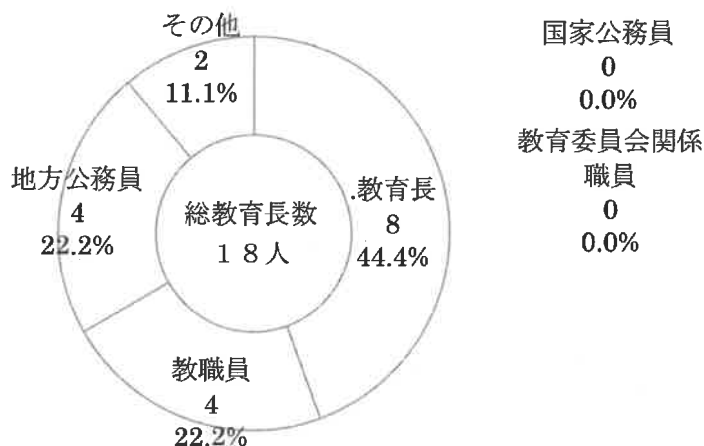 その他
2
11.1%
国家公務員
0
0.0%
教育委員会関係
職員
0
0.0%
.教育長
8
44.4%
地方公務員
4
22.2%
総教育長数
１８人
教職員
4
22.2%